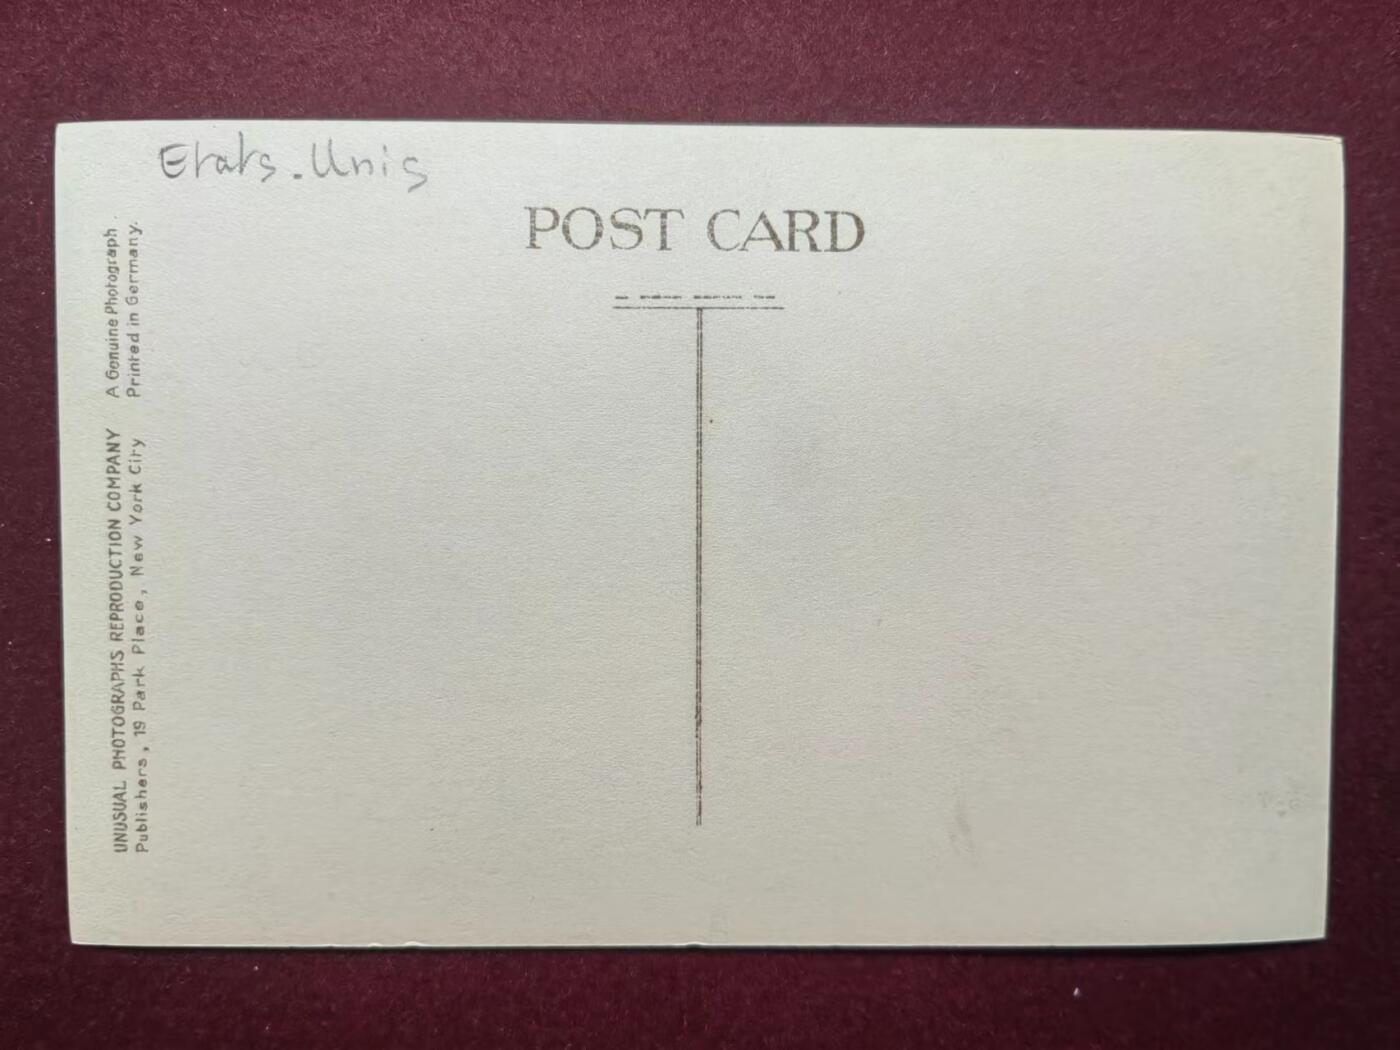 Etats-Unis
POST CARD
A Genuine Photograph
Printed in Germany.
UNUSUAL PHOTOGRAPHS REPRODUCTION COMPANY
Publishers, 19 Park Place, New York City